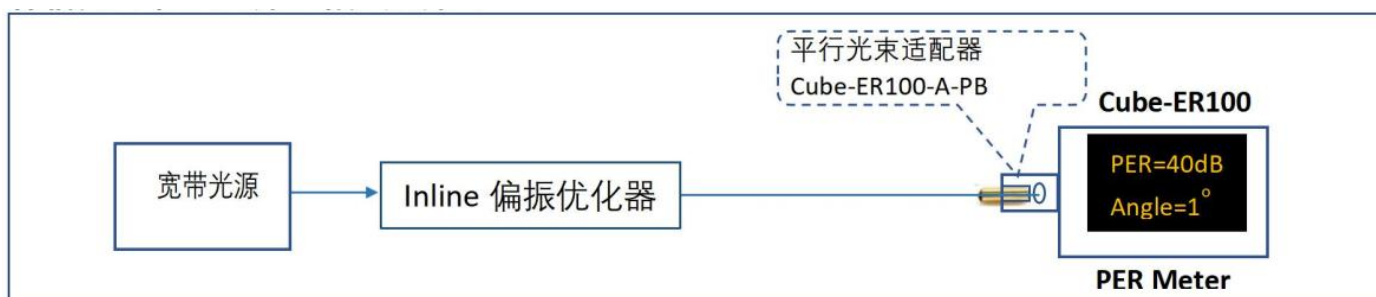 平行光束适配器
Cube-ER100-A-PB
Cube-ER100
宽带光源
Inline 偏振优化器
PER=40dB
Angle=1°
PER Meter